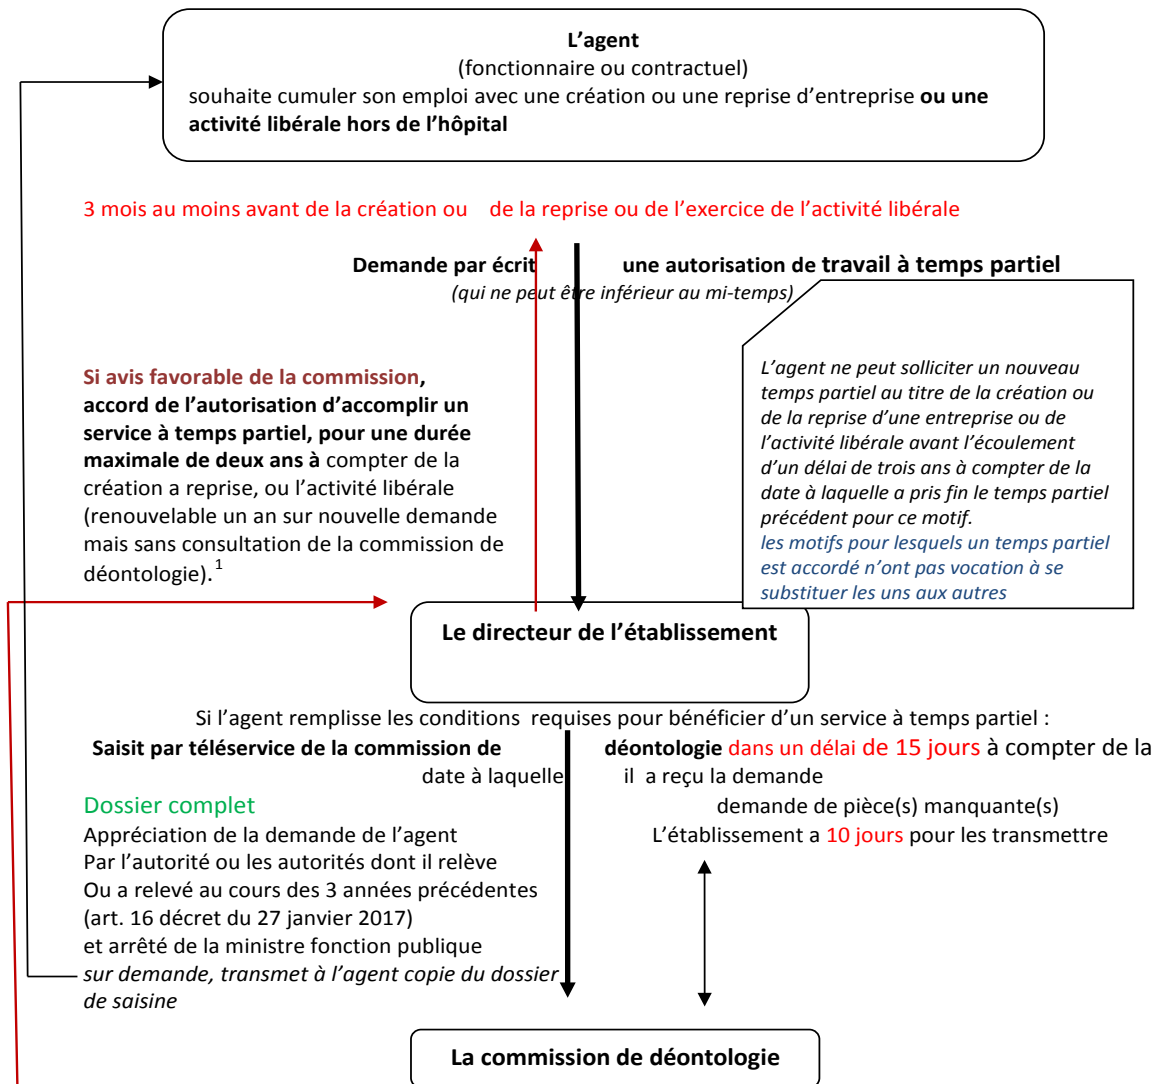 L’agent
(fonctionnaire ou contractuel)
souhaite cumuler son emploi avec une création ou une reprise d’entreprise ou une
activité libérale hors de l’hôpital
3 mois au moins avant de la création ou de la reprise ou de l’exercice de l’activité libérale
Demande par écrit une autorisation de travail à temps partiel
(qui ne peut être inférieur au mi-temps)
Si avis favorable de la commission,
accord de l’autorisation d’accomplir un
service à temps partiel, pour une durée
maximale de deux ans à compter de la
création a reprise, ou l’activité libérale
(renouvelable un an sur nouvelle demande
mais sans consultation de la commission de
déontologie).1
L’agent ne peut solliciter un nouveau
temps partiel au titre de la création ou
de la reprise d’une entreprise ou de
l’activité libérale avant l’écoulement
d’un délai de trois ans à compter de la
date à laquelle a pris fin le temps partiel
précédent pour ce motif.
les motifs pour lesquels un temps partiel
est accordé n’ont pas vocation à se
substituer les uns aux autres
Le directeur de l’établissement
Si l’agent remplisse les conditions requises pour bénéficier d’un service à temps partiel :
Saisit par téléservice de la commission de déontologie dans un délai de 15 jours à compter de la
date à laquelle il a reçu la demande
Dossier complet
Appréciation de la demande de l’agent
Par l’autorité ou les autorités dont il relève
Ou a relevé au cours des 3 années précédentes
(art. 16 décret du 27 janvier 2017)
et arrêté de la ministre fonction publique
sur demande, transmet à l’agent copie du dossier
de saisine
demande de pièce(s) manquante(s)
L’établissement a 10 jours pour les transmettre
La commission de déontologie